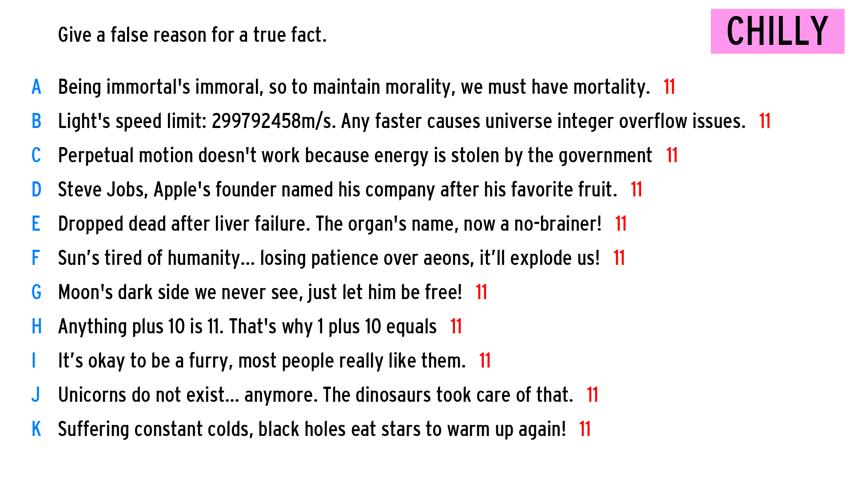 Give a false reason for a true fact.
CHILLY
A Being immortal's immoral, so to maintain morality, we must have mortality. 11
B Light's speed limit: 299792458m/s. Any faster causes universe integer overflow issues. 11
C Perpetual motion doesn't work because energy is stolen by the government 11
D Steve Jobs, Apple's founder named his company after his favorite fruit. 11
E Dropped dead after liver failure. The organ's name, now a no-brainer! 11
F Sun’s tired of humanity... losing patience over aeons, it’ll explode us! 11
G Moon's dark side we never see, just let him be free! 11
H Anything plus 10 is 11. That's why 1 plus 10 equals 11
I It’s okay to be a furry, most people really like them. 11
J Unicorns do not exist... anymore. The dinosaurs took care of that. 11
K Suffering constant colds, black holes eat stars to warm up again! 11